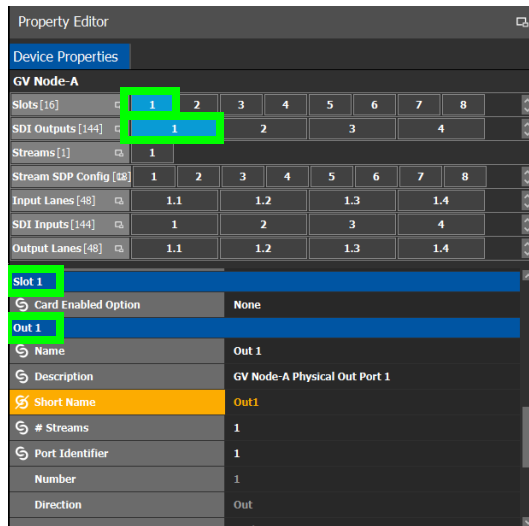 Property Editor
Device Properties
GV Node-A
Slots [16] 1 2 3 4 5 6 7 8
SDI Outputs [144] 1 2 3 4
Streams [1] 1
Stream SDP Config [18] 1 2 3 4 5 6 7 8
Input Lanes [48] 1.1 1.2 1.3 1.4
SDI Inputs [144] 1 2 3 4
Output Lanes [48] 1.1 1.2 1.3 1.4
Slot 1
Card Enabled Option None
Out 1
Name Out 1
Description GV Node-A Physical Out Port 1
Short Name Out1
# Streams 1
Port Identifier 1
Number 1
Direction Out